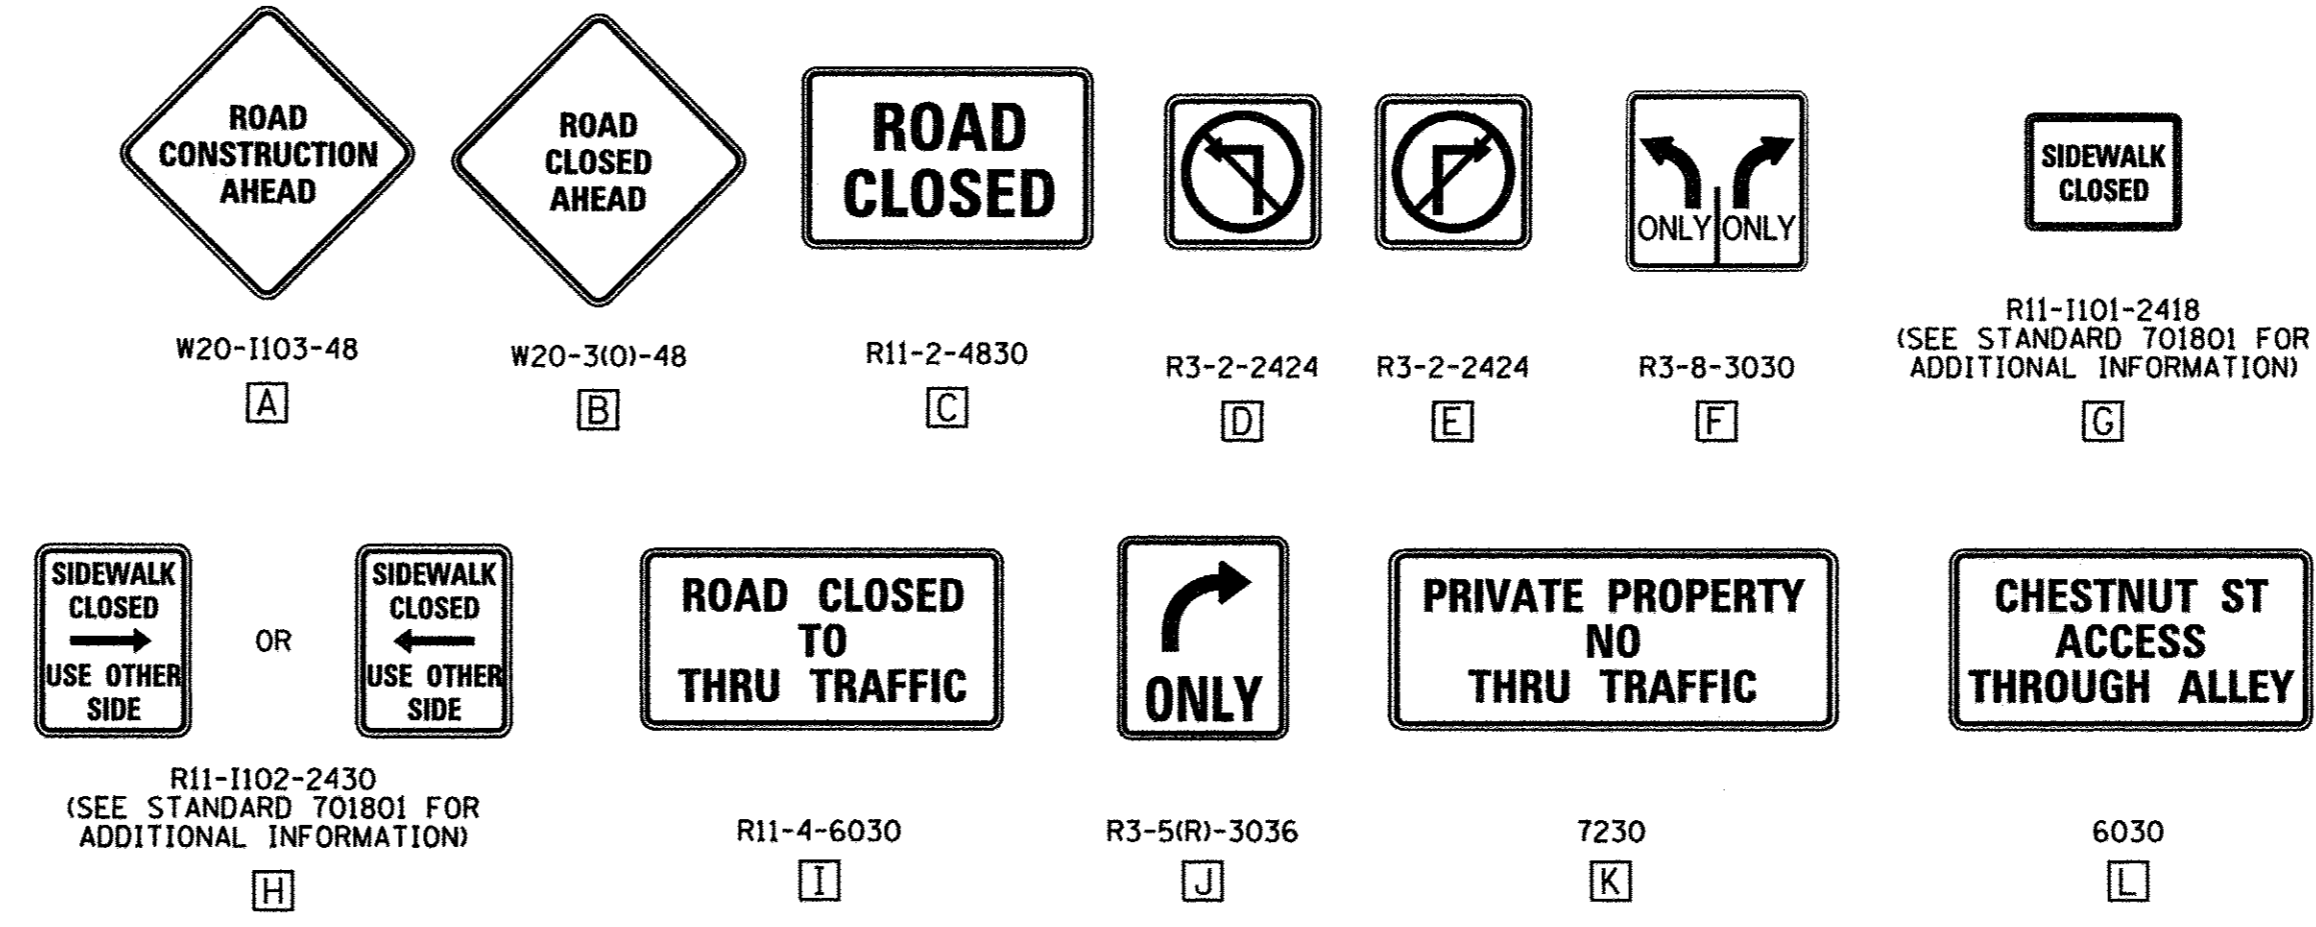 ROAD
CONSTRUCTION
AHEAD
W20-I103-48
A
ROAD
CLOSED
AHEAD
W20-3(O)-48
B
ROAD
CLOSED
R11-2-4830
C
R3-2-2424
D
R3-2-2424
E
ONLY ONLY
R3-8-3030
F
SIDEWALK
CLOSED
R11-I101-2418
(SEE STANDARD 701801 FOR
ADDITIONAL INFORMATION)
G
SIDEWALK
CLOSED
USE OTHER
SIDE
OR
SIDEWALK
CLOSED
USE OTHER
SIDE
R11-I102-2430
(SEE STANDARD 701801 FOR
ADDITIONAL INFORMATION)
H
ROAD CLOSED
TO
THRU TRAFFIC
R11-4-6030
I
ONLY
R3-5(R)-3036
J
PRIVATE PROPERTY
NO
THRU TRAFFIC
7230
K
CHESTNUT ST
ACCESS
THROUGH ALLEY
6030
L